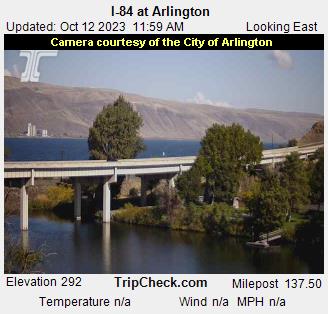 I-84 at Arlington
Updated: Oct 12 2023 11:59 AM Looking East
Camera courtesy of the City of Arlington
Elevation 292 TripCheck.com Milepost 137.50
Temperature n/a Wind n/a MPH n/a